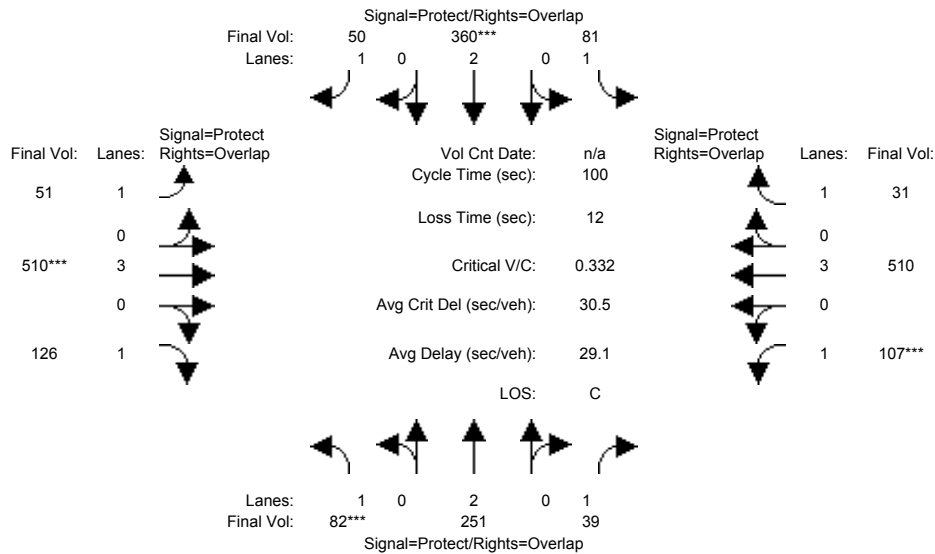 Signal=Protect/Rights=Overlap
Final Vol: 50 360*** 81
Lanes: 1 0 2 0 1
Signal=Protect
Final Vol: Lanes: Rights=Overlap
Vol Cnt Date: n/a
Signal=Protect
Rights=Overlap Lanes: Final Vol:
Cycle Time (sec): 100
51 1
1 31
Loss Time (sec): 12
0
0
510*** 3
Critical V/C: 0.332
3 510
0
Avg Crit Del (sec/veh): 30.5
0
126 1
Avg Delay (sec/veh): 29.1
1 107***
LOS: C
Lanes: 1 0 2 0 1
Final Vol: 82*** 251 39
Signal=Protect/Rights=Overlap